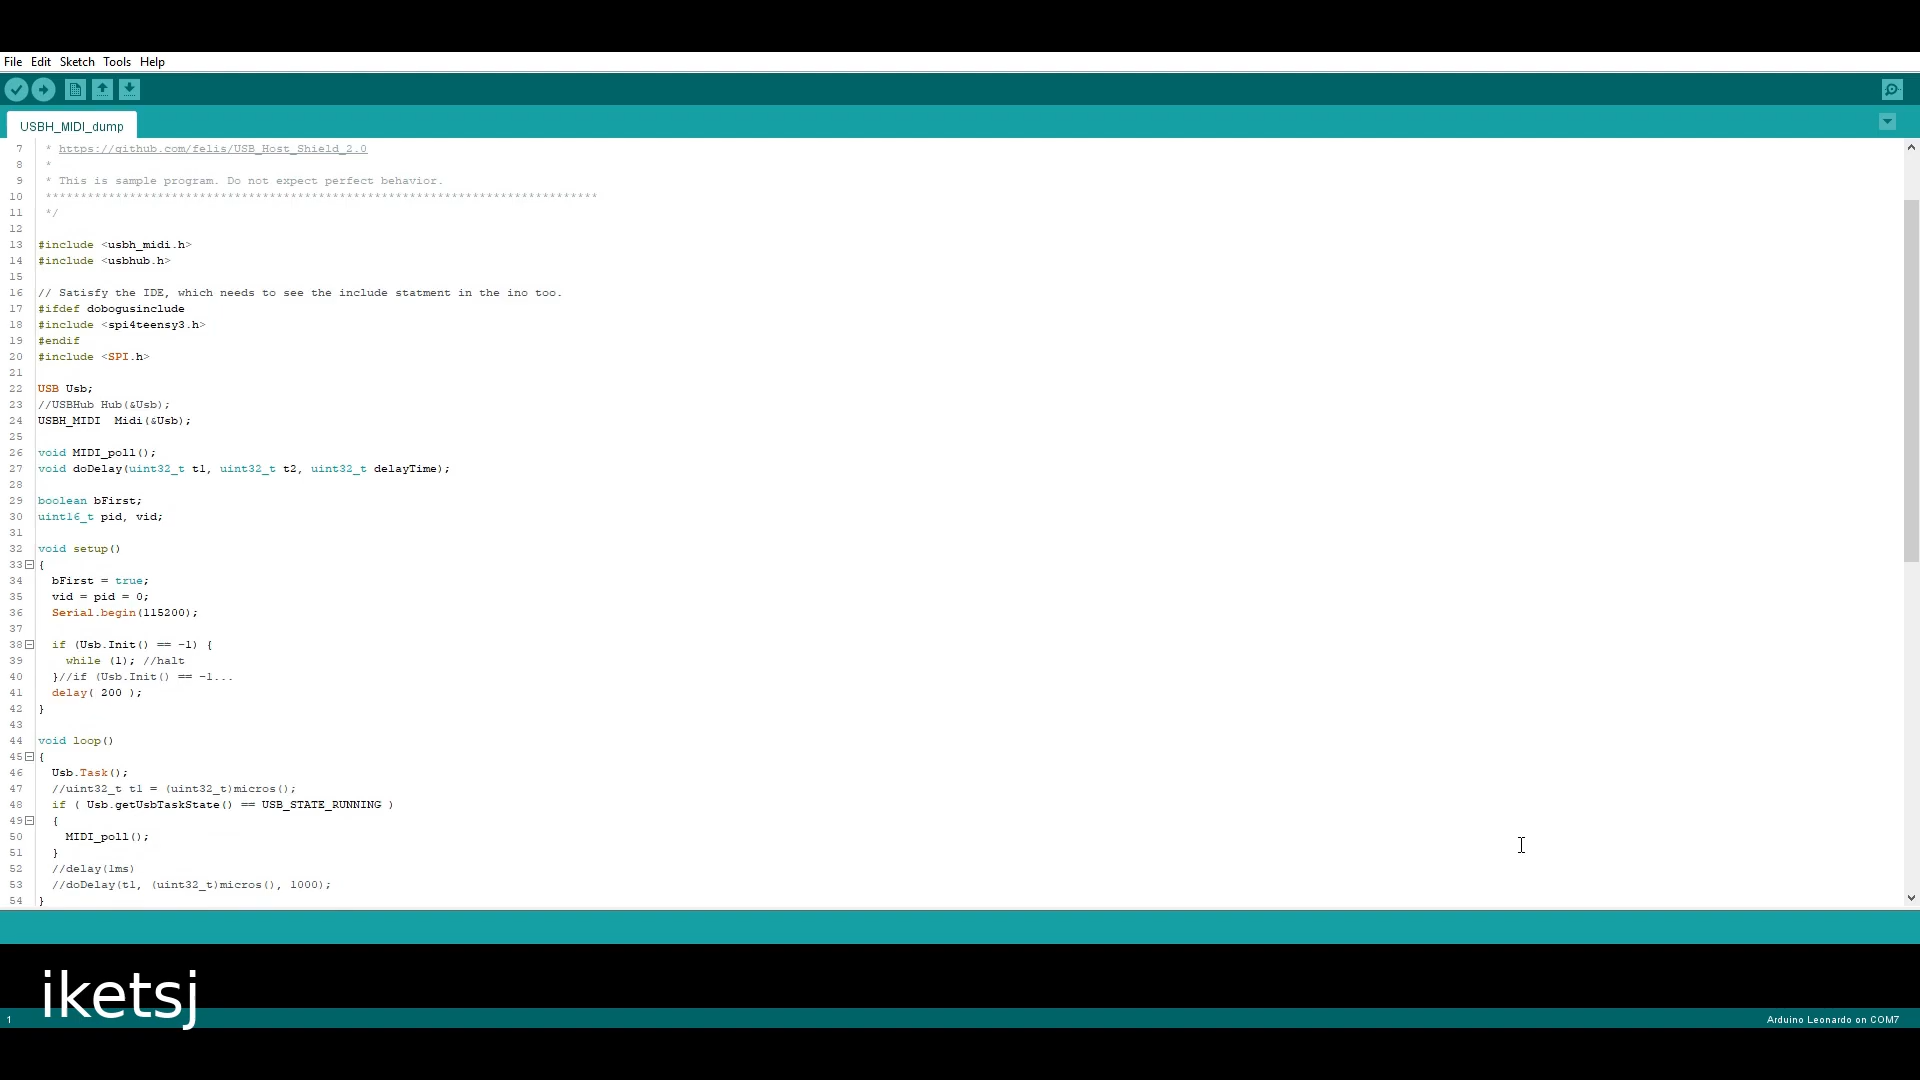 File Edit Sketch Tools Help
USBH_MIDI_dump
7 * https://github.com/felis/USB_Host_Shield_2.0
8 *
9 * This is sample program. Do not expect perfect behavior.
10 *******************************************************************************
11 */
12
13 #include <usbh_midi.h>
14 #include <usbhub.h>
15
16 // Satisfy the IDE, which needs to see the include statment in the ino too.
17 #ifdef dobogusinclude
18 #include <spi4teensy3.h>
19 #endif
20 #include <SPI.h>
21
22 USB Usb;
23 //USBHub Hub(&Usb);
24 USBH_MIDI  Midi(&Usb);
25
26 void MIDI_poll();
27 void doDelay(uint32_t t1, uint32_t t2, uint32_t delayTime);
28
29 boolean bFirst;
30 uint16_t pid, vid;
31
32 void setup()
33 {
34   bFirst = true;
35   vid = pid = 0;
36   Serial.begin(115200);
37
38   if (Usb.Init() == -1) {
39     while (1); //halt
40   }//if (Usb.Init() == -1...
41   delay( 200 );
42 }
43
44 void loop()
45 {
46   Usb.Task();
47   //uint32_t t1 = (uint32_t)micros();
48   if ( Usb.getUsbTaskState() == USB_STATE_RUNNING )
49   {
50     MIDI_poll();
51   }
52   //delay(1ms)
53   //doDelay(t1, (uint32_t)micros(), 1000);
54 }
iketsj
1 Arduino Leonardo on COM7